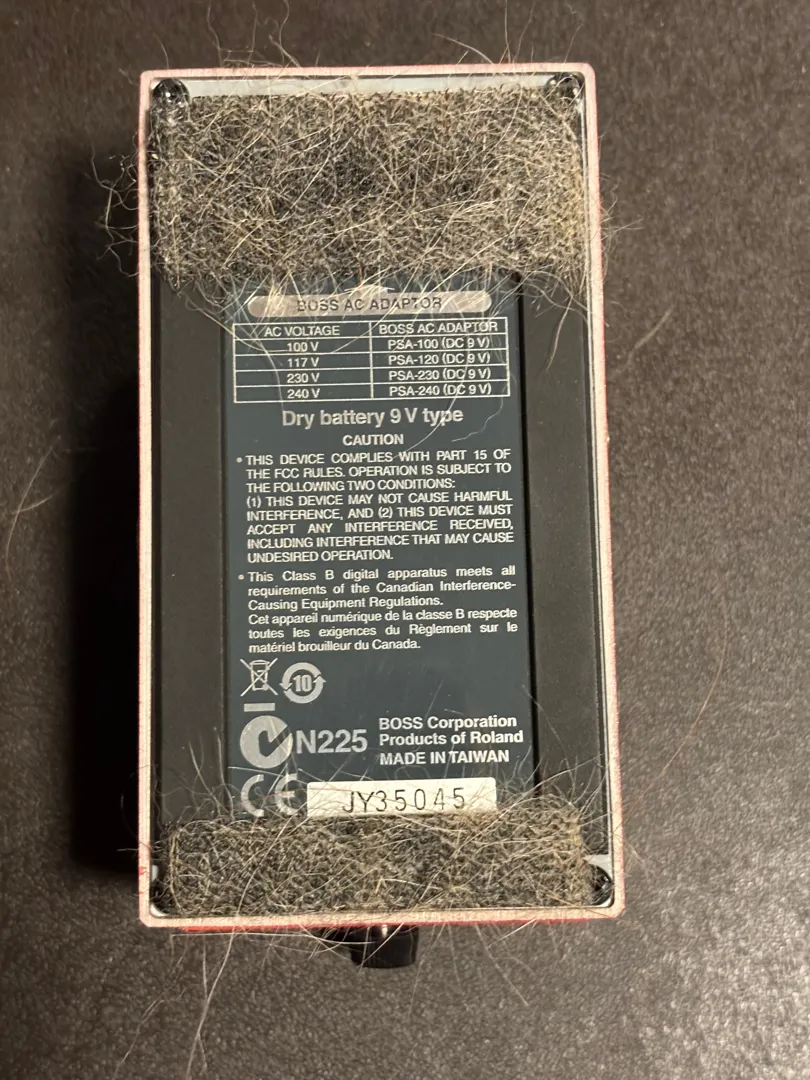 BOSS AC ADAPTOR
AC VOLTAGE BOSS AC ADAPTOR
100 V PSA-100 (DC 9 V)
117 V PSA-120 (DC 9 V)
230 V PSA-230 (DC 9 V)
240 V PSA-240 (DC 9 V)
Dry battery 9 V type
CAUTION
• THIS DEVICE COMPLIES WITH PART 15 OF
THE FCC RULES. OPERATION IS SUBJECT TO
THE FOLLOWING TWO CONDITIONS:
(1) THIS DEVICE MAY NOT CAUSE HARMFUL
INTERFERENCE, AND (2) THIS DEVICE MUST
ACCEPT ANY INTERFERENCE RECEIVED,
INCLUDING INTERFERENCE THAT MAY CAUSE
UNDESIRED OPERATION.
• This Class B digital apparatus meets all
requirements of the Canadian Interference-
Causing Equipment Regulations.
Cet appareil numérique de la classe B respecte
toutes les exigences du Règlement sur le
matériel brouilleur du Canada.
10
N225
BOSS Corporation
Products of Roland
MADE IN TAIWAN
CE
JY35045